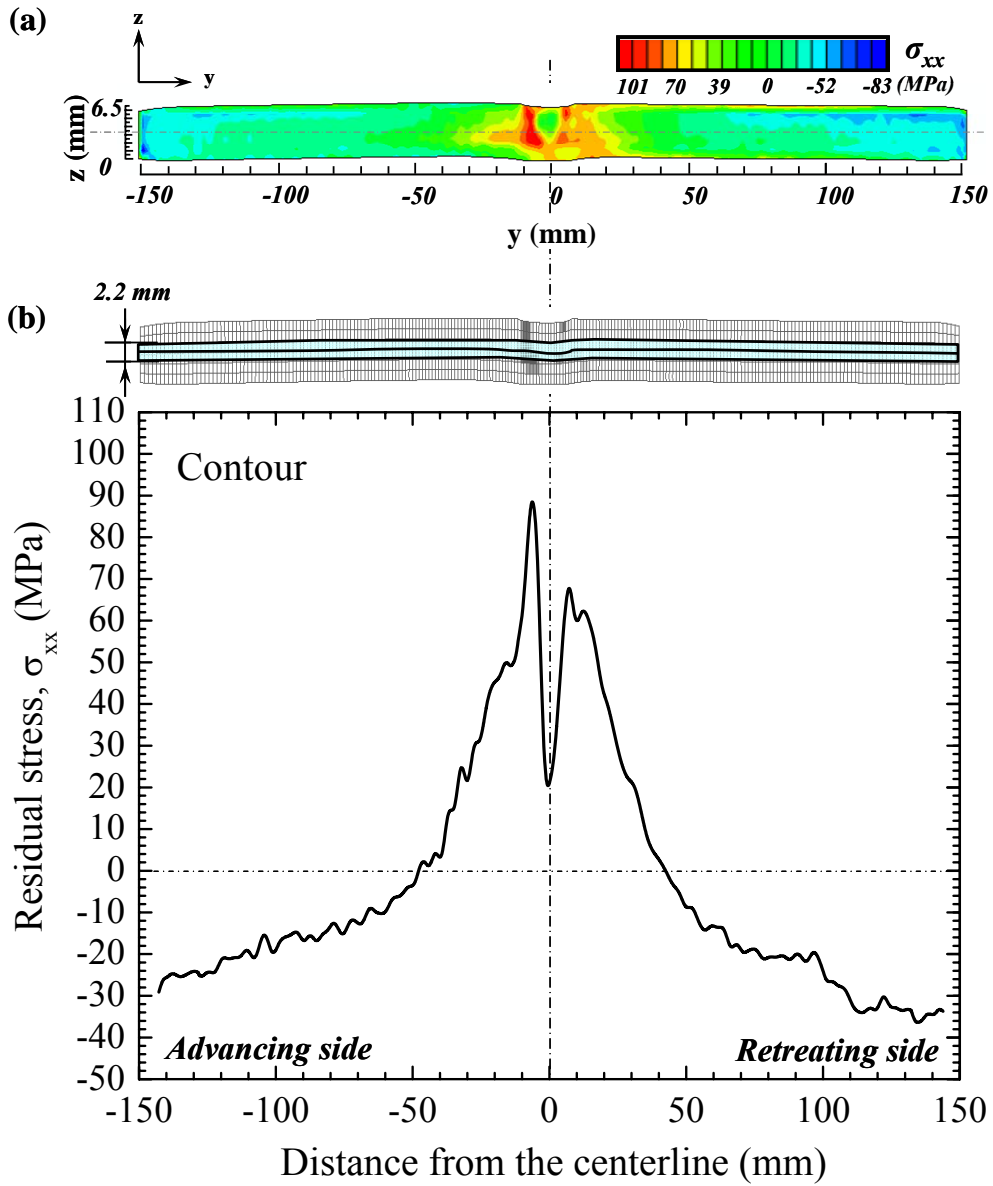 (a)
z
y
σxx
101 70 39 0 -52 -83 (MPa)
z (mm)
6.5
0
-150 -100 -50 0 50 100 150
y (mm)
2.2 mm
(b)
110
100
90
80
70
60
50
40
30
20
10
0
-10
-20
-30
-40
-50
Contour
Residual stress, σxx (MPa)
Advancing side
Retreating side
-150 -100 -50 0 50 100 150
Distance from the centerline (mm)